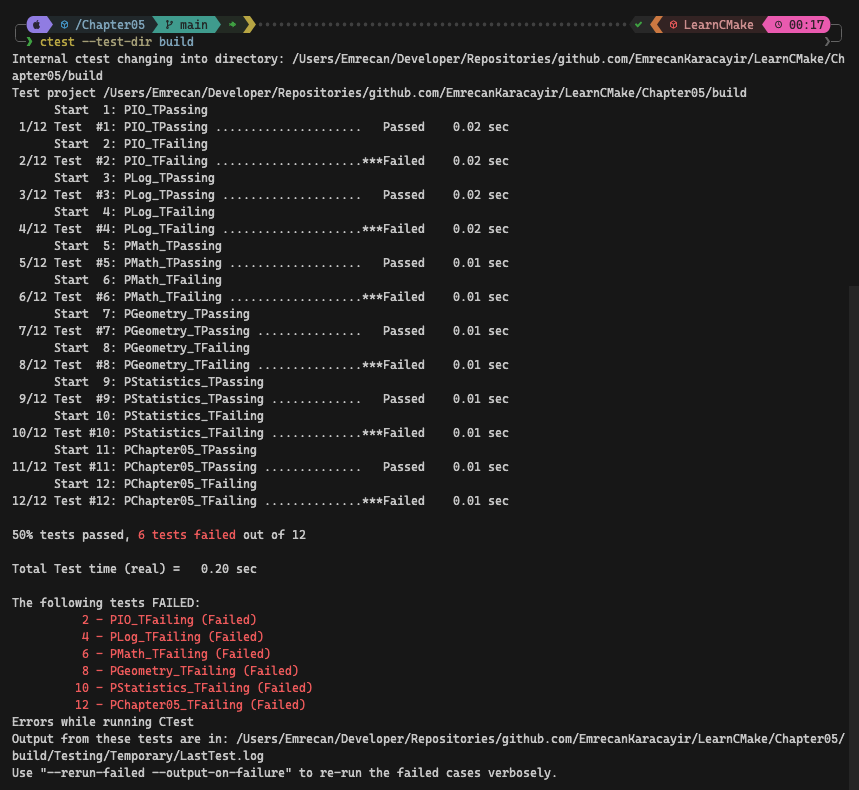 /Chapter05 main LearnCMake 00:17
ctest --test-dir build
Internal ctest changing into directory: /Users/Emrecan/Developer/Repositories/github.com/EmrecanKaracayir/LearnCMake/Ch
apter05/build
Test project /Users/Emrecan/Developer/Repositories/github.com/EmrecanKaracayir/LearnCMake/Chapter05/build
      Start  1: PIO_TPassing
 1/12 Test  #1: PIO_TPassing .....................   Passed    0.02 sec
      Start  2: PIO_TFailing
 2/12 Test  #2: PIO_TFailing .....................***Failed    0.02 sec
      Start  3: PLog_TPassing
 3/12 Test  #3: PLog_TPassing ....................   Passed    0.02 sec
      Start  4: PLog_TFailing
 4/12 Test  #4: PLog_TFailing ....................***Failed    0.02 sec
      Start  5: PMath_TPassing
 5/12 Test  #5: PMath_TPassing ...................   Passed    0.01 sec
      Start  6: PMath_TFailing
 6/12 Test  #6: PMath_TFailing ...................***Failed    0.01 sec
      Start  7: PGeometry_TPassing
 7/12 Test  #7: PGeometry_TPassing ...............   Passed    0.01 sec
      Start  8: PGeometry_TFailing
 8/12 Test  #8: PGeometry_TFailing ...............***Failed    0.01 sec
      Start  9: PStatistics_TPassing
 9/12 Test  #9: PStatistics_TPassing .............   Passed    0.01 sec
      Start 10: PStatistics_TFailing
10/12 Test #10: PStatistics_TFailing .............***Failed    0.01 sec
      Start 11: PChapter05_TPassing
11/12 Test #11: PChapter05_TPassing ..............   Passed    0.01 sec
      Start 12: PChapter05_TFailing
12/12 Test #12: PChapter05_TFailing ..............***Failed    0.01 sec

50% tests passed, 6 tests failed out of 12

Total Test time (real) =   0.20 sec

The following tests FAILED:
          2 - PIO_TFailing (Failed)
          4 - PLog_TFailing (Failed)
          6 - PMath_TFailing (Failed)
          8 - PGeometry_TFailing (Failed)
         10 - PStatistics_TFailing (Failed)
         12 - PChapter05_TFailing (Failed)
Errors while running CTest
Output from these tests are in: /Users/Emrecan/Developer/Repositories/github.com/EmrecanKaracayir/LearnCMake/Chapter05/
build/Testing/Temporary/LastTest.log
Use "--rerun-failed --output-on-failure" to re-run the failed cases verbosely.